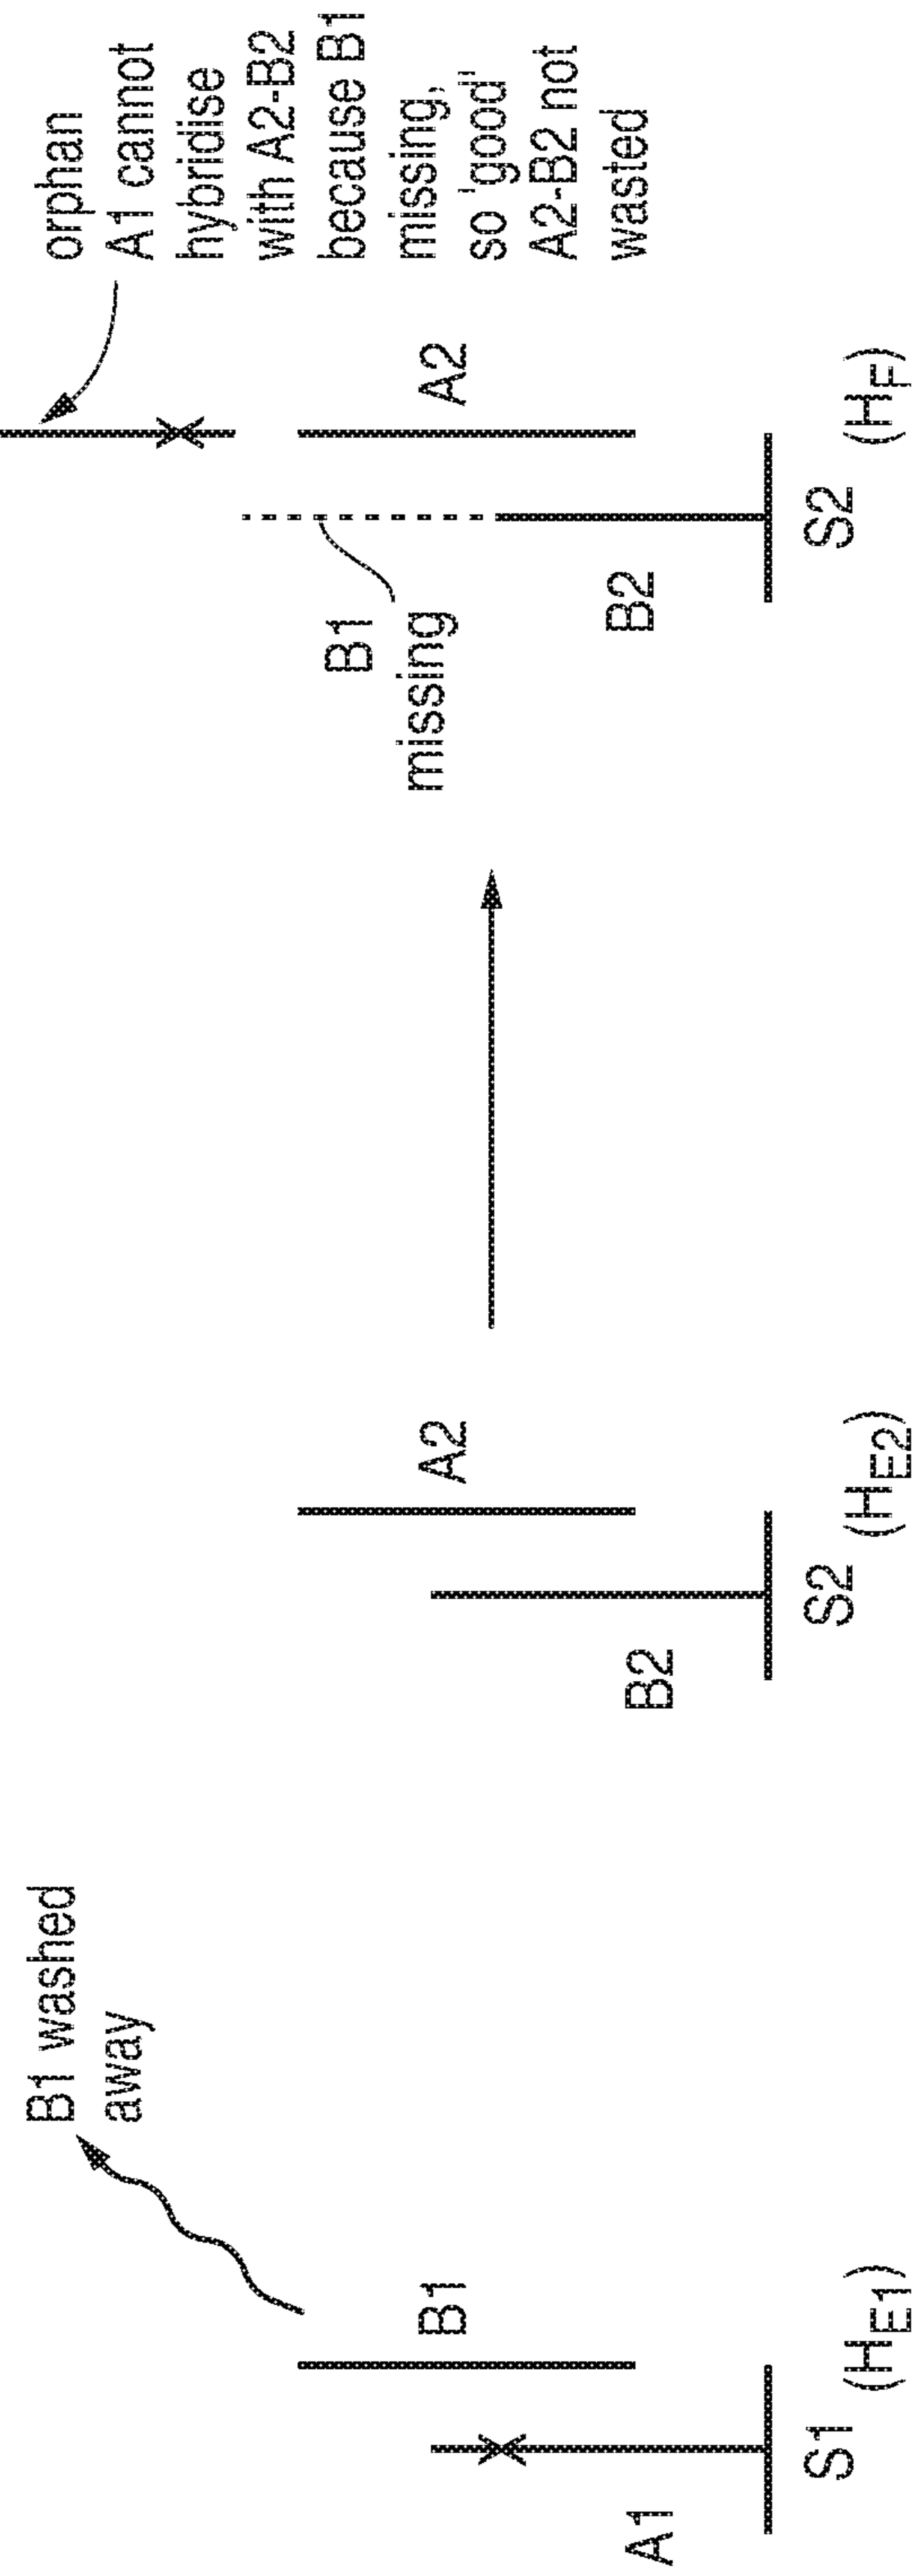 B1 washed
away
A1
B1
S1
(HE1)
B2
A2
S2
(HE2)
B1
missing
B2
A2
S2
(HF)
orphan
A1 cannot
hybridise
with A2-B2
because B1
missing,
so 'good'
A2-B2 not
wasted